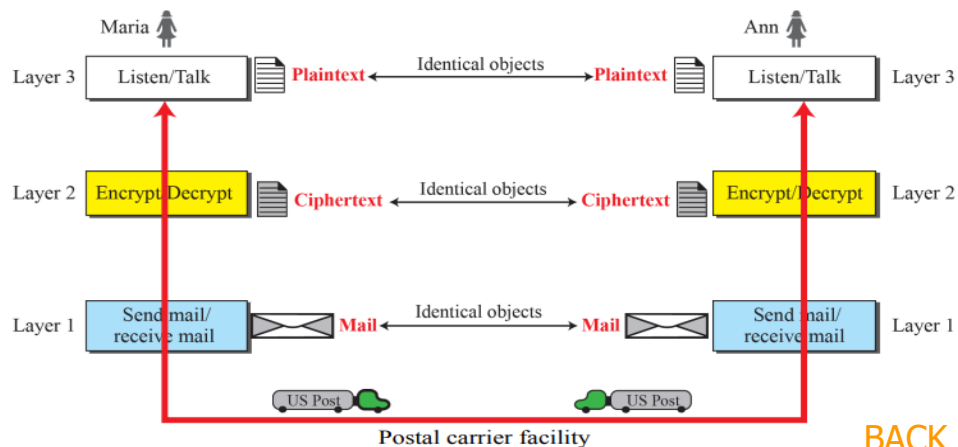 Maria
Ann
Layer 3
Listen/Talk
Plaintext
Identical objects
Plaintext
Listen/Talk
Layer 3
Layer 2
Encrypt/Decrypt
Ciphertext
Identical objects
Ciphertext
Encrypt/Decrypt
Layer 2
Layer 1
Send mail/
receive mail
Mail
Identical objects
Mail
Send mail/
receive mail
Layer 1
US Post
US Post
Postal carrier facility
BACK